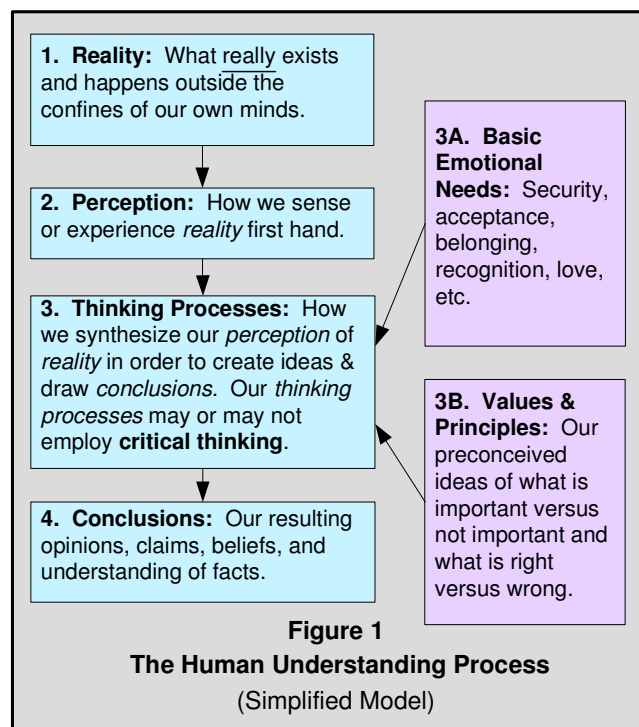 1. Reality: What really exists
and happens outside the
confines of our own minds.
2. Perception: How we sense
or experience reality first hand.
3. Thinking Processes: How
we synthesize our perception of
reality in order to create ideas &
draw conclusions. Our thinking
processes may or may not
employ critical thinking.
4. Conclusions: Our resulting
opinions, claims, beliefs, and
understanding of facts.
3A. Basic
Emotional
Needs: Security,
acceptance,
belonging,
recognition, love,
etc.
3B. Values &
Principles: Our
preconceived
ideas of what is
important versus
not important and
what is right
versus wrong.
Figure 1
The Human Understanding Process
(Simplified Model)